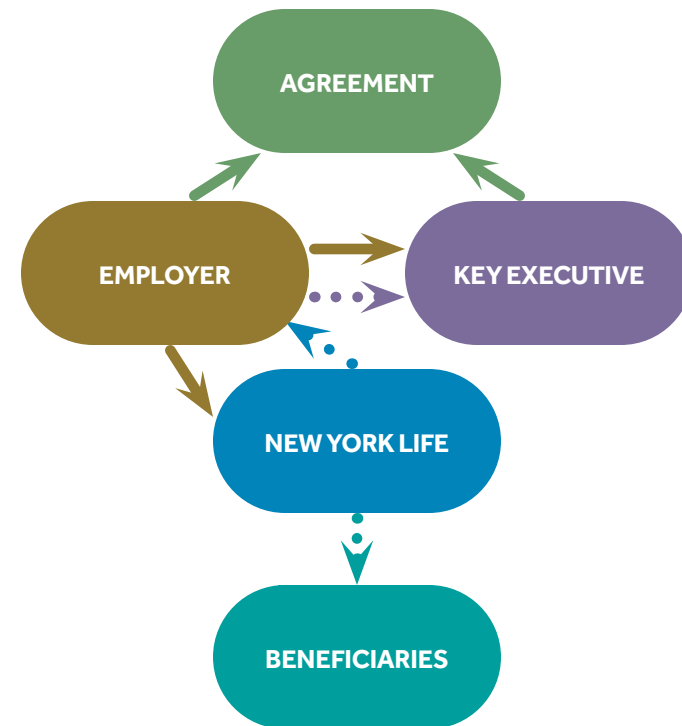 AGREEMENT
EMPLOYER
KEY EXECUTIVE
NEW YORK LIFE
BENEFICIARIES